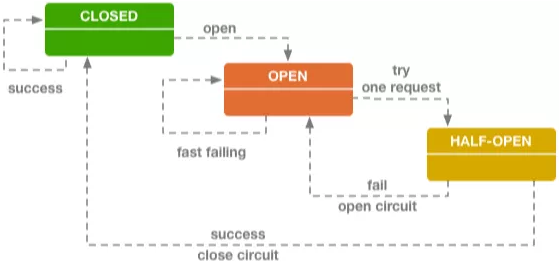 CLOSED
open
success
OPEN
try
one request
fast failing
HALF-OPEN
fail
open circuit
success
close circuit